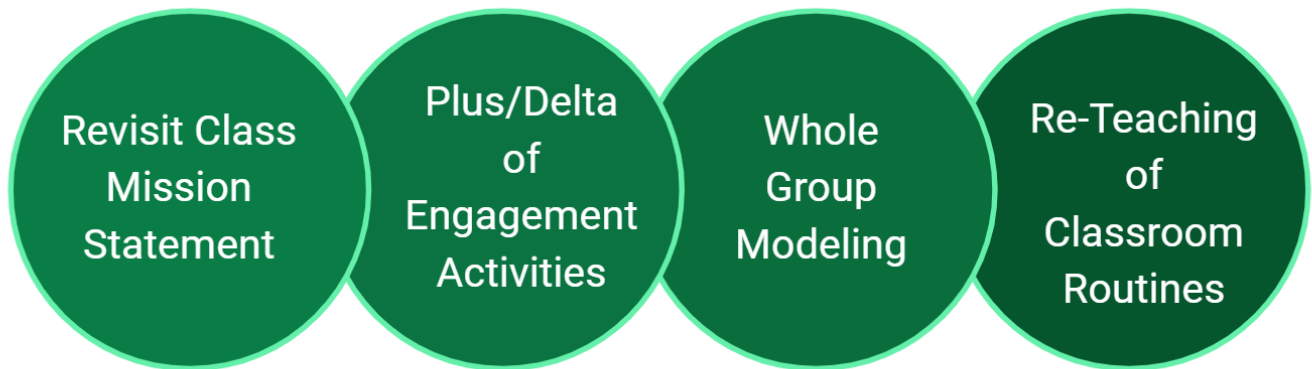 Revisit Class
Mission
Statement
Plus/Delta
of
Engagement
Activities
Whole
Group
Modeling
Re-Teaching
of
Classroom
Routines